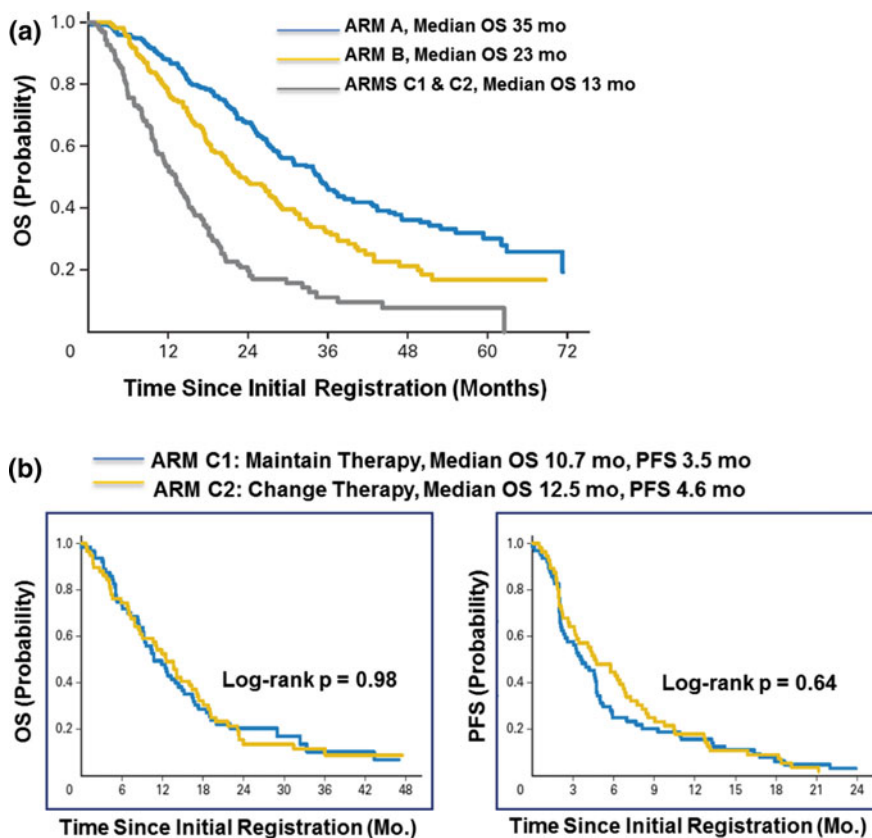 (a)
ARM A, Median OS 35 mo
ARM B, Median OS 23 mo
ARMS C1 & C2, Median OS 13 mo
OS (Probability)
1.0
0.8
0.6
0.4
0.2
0 12 24 36 48 60 72
Time Since Initial Registration (Months)
(b)
ARM C1: Maintain Therapy, Median OS 10.7 mo, PFS 3.5 mo
ARM C2: Change Therapy, Median OS 12.5 mo, PFS 4.6 mo
OS (Probability)
1.0
0.8
0.6
0.4
0.2
Log-rank p = 0.98
0 6 12 18 24 30 36 42 48
Time Since Initial Registration (Mo.)
PFS (Probability)
1.0
0.8
0.6
0.4
0.2
Log-rank p = 0.64
0 3 6 9 12 15 18 21 24
Time Since Initial Registration (Mo.)